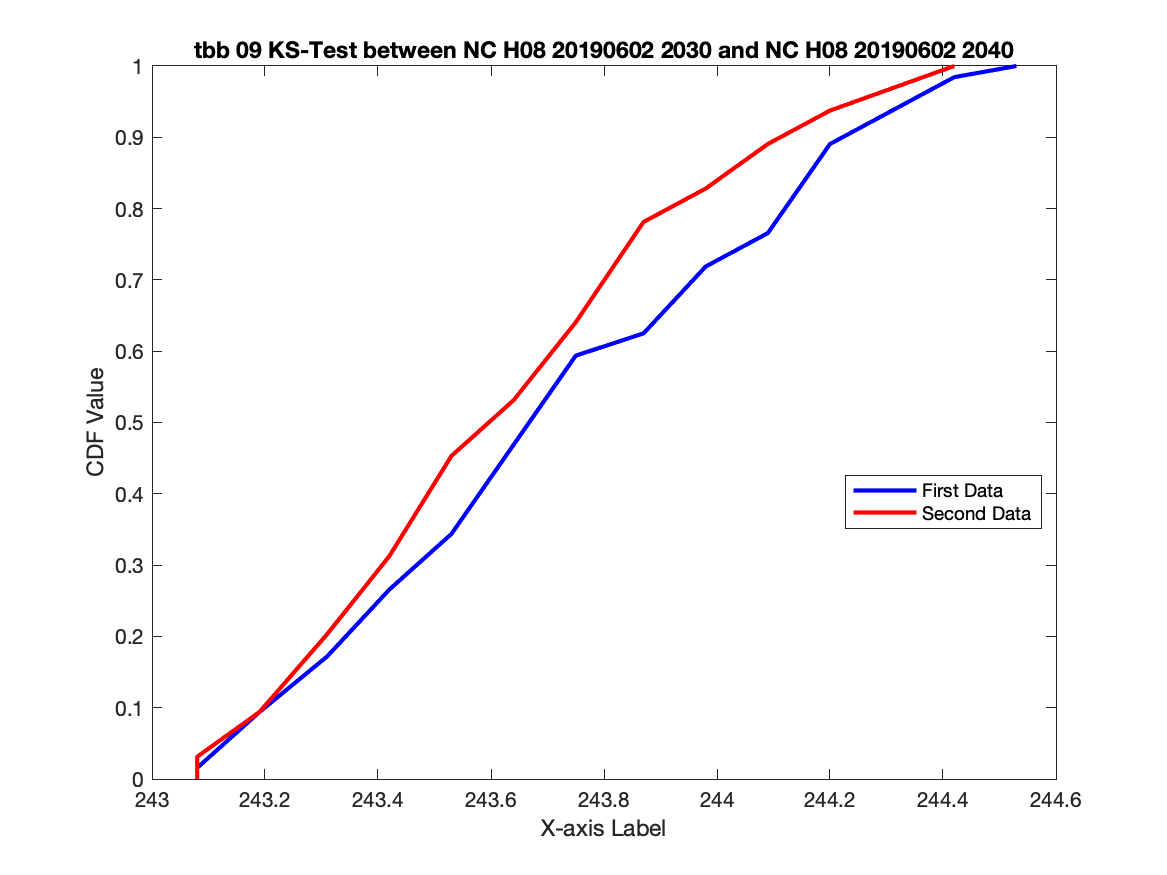 tbb 09 KS-Test between NC H08 20190602 2030 and NC H08 20190602 2040
1
0.9
0.8
0.7
0.6
0.5
0.4
0.3
0.2
0.1
0
CDF Value
First Data
Second Data
243 243.2 243.4 243.6 243.8 244 244.2 244.4 244.6
X-axis Label